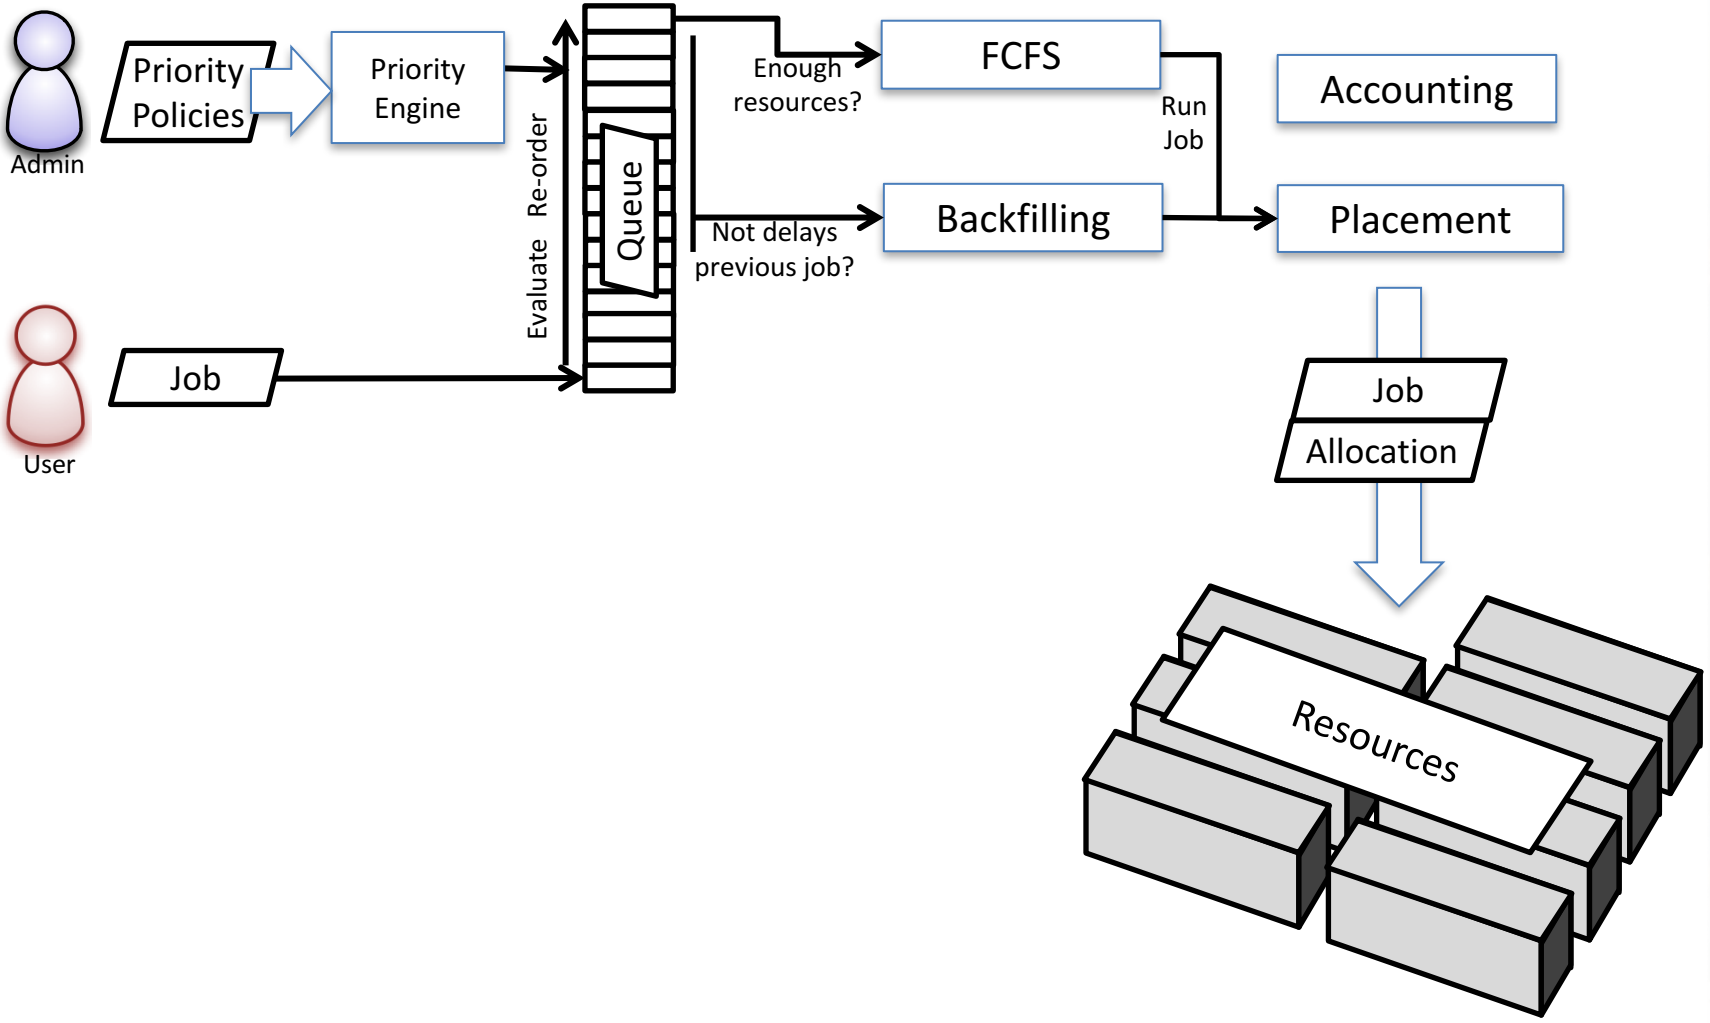 Priority
Policies
Admin
Priority
Engine
Evaluate Re-order
Queue
Enough
resources?
FCFS
Run
Job
Accounting
Not delays
previous job?
Backfilling
Placement
Job
User
Job
Allocation
Resources